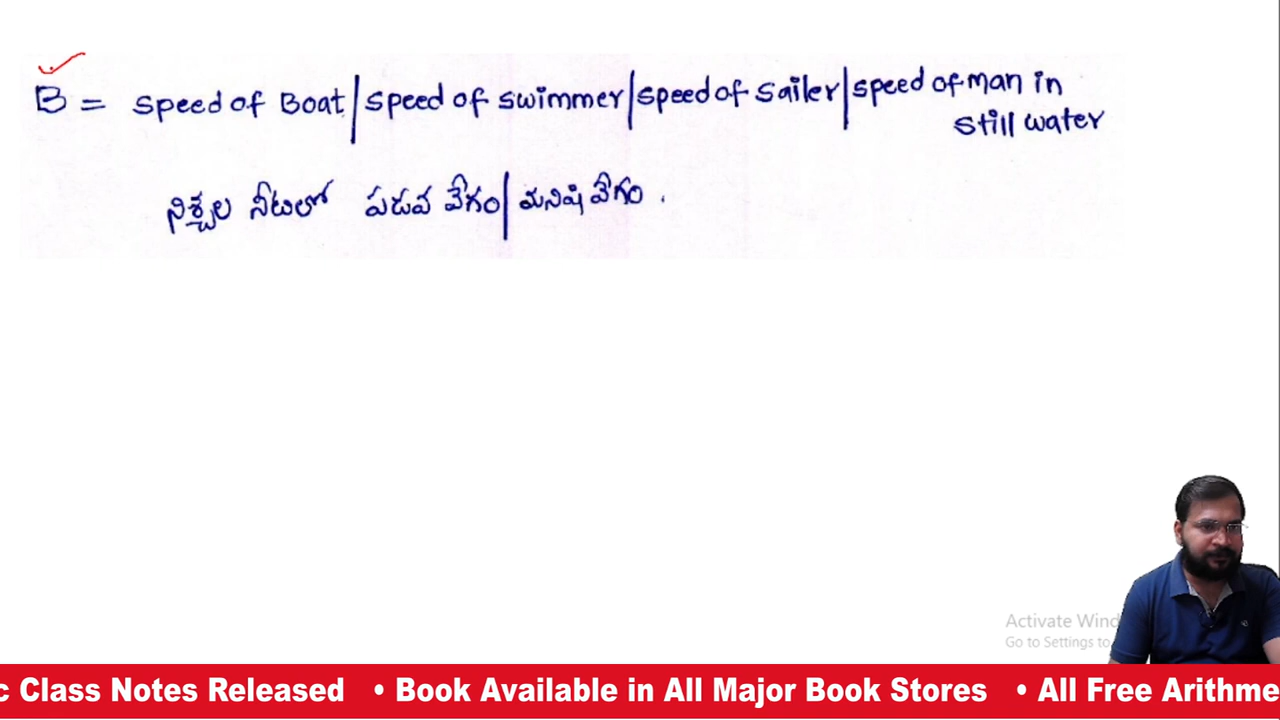 B = speed of Boat | speed of swimmer | speed of sailer | speed of man in
still water
నిశ్చల నీటిలో పడవ వేగం | మనిషి వేగం .
Activate Wind
Go to Settings to
c Class Notes Released • Book Available in All Major Book Stores • All Free Arithme